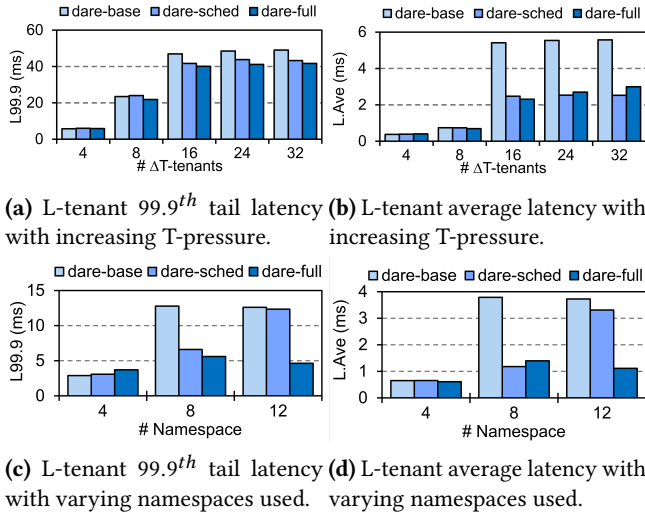 dare-base dare-sched dare-full
L99.9 (ms)
60
40
20
0
4 8 16 24 32
# ΔT-tenants
dare-base dare-sched dare-full
L.Ave (ms)
6
4
2
0
4 8 16 24 32
# ΔT-tenants
(a) L-tenant 99.9th tail latency
with increasing T-pressure.
(b) L-tenant average latency with
increasing T-pressure.
dare-base dare-sched dare-full
L99.9 (ms)
15
10
5
0
4 8 12
# Namespace
dare-base dare-sched dare-full
L.Ave (ms)
4
3
2
1
0
4 8 12
# Namespace
(c) L-tenant 99.9th tail latency
with varying namespaces used.
(d) L-tenant average latency with
varying namespaces used.